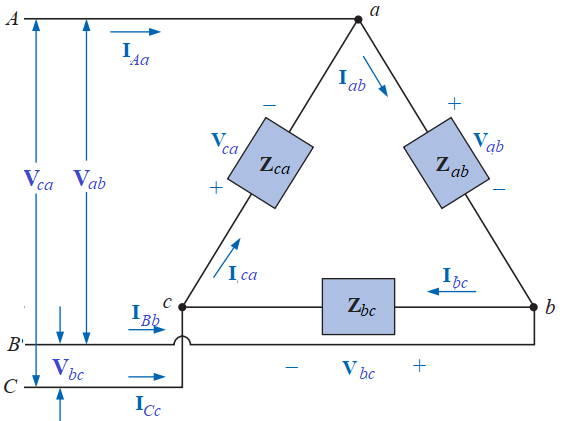 A
a
I_Aa
I_ab
−
+
V_ca
Z_ca
Z_ab
V_ab
V_ca
V_ab
+
−
I_ca
I_bc
c
Z_bc
b
I_Bb
B
V_bc
−
V_bc
+
C
I_Cc